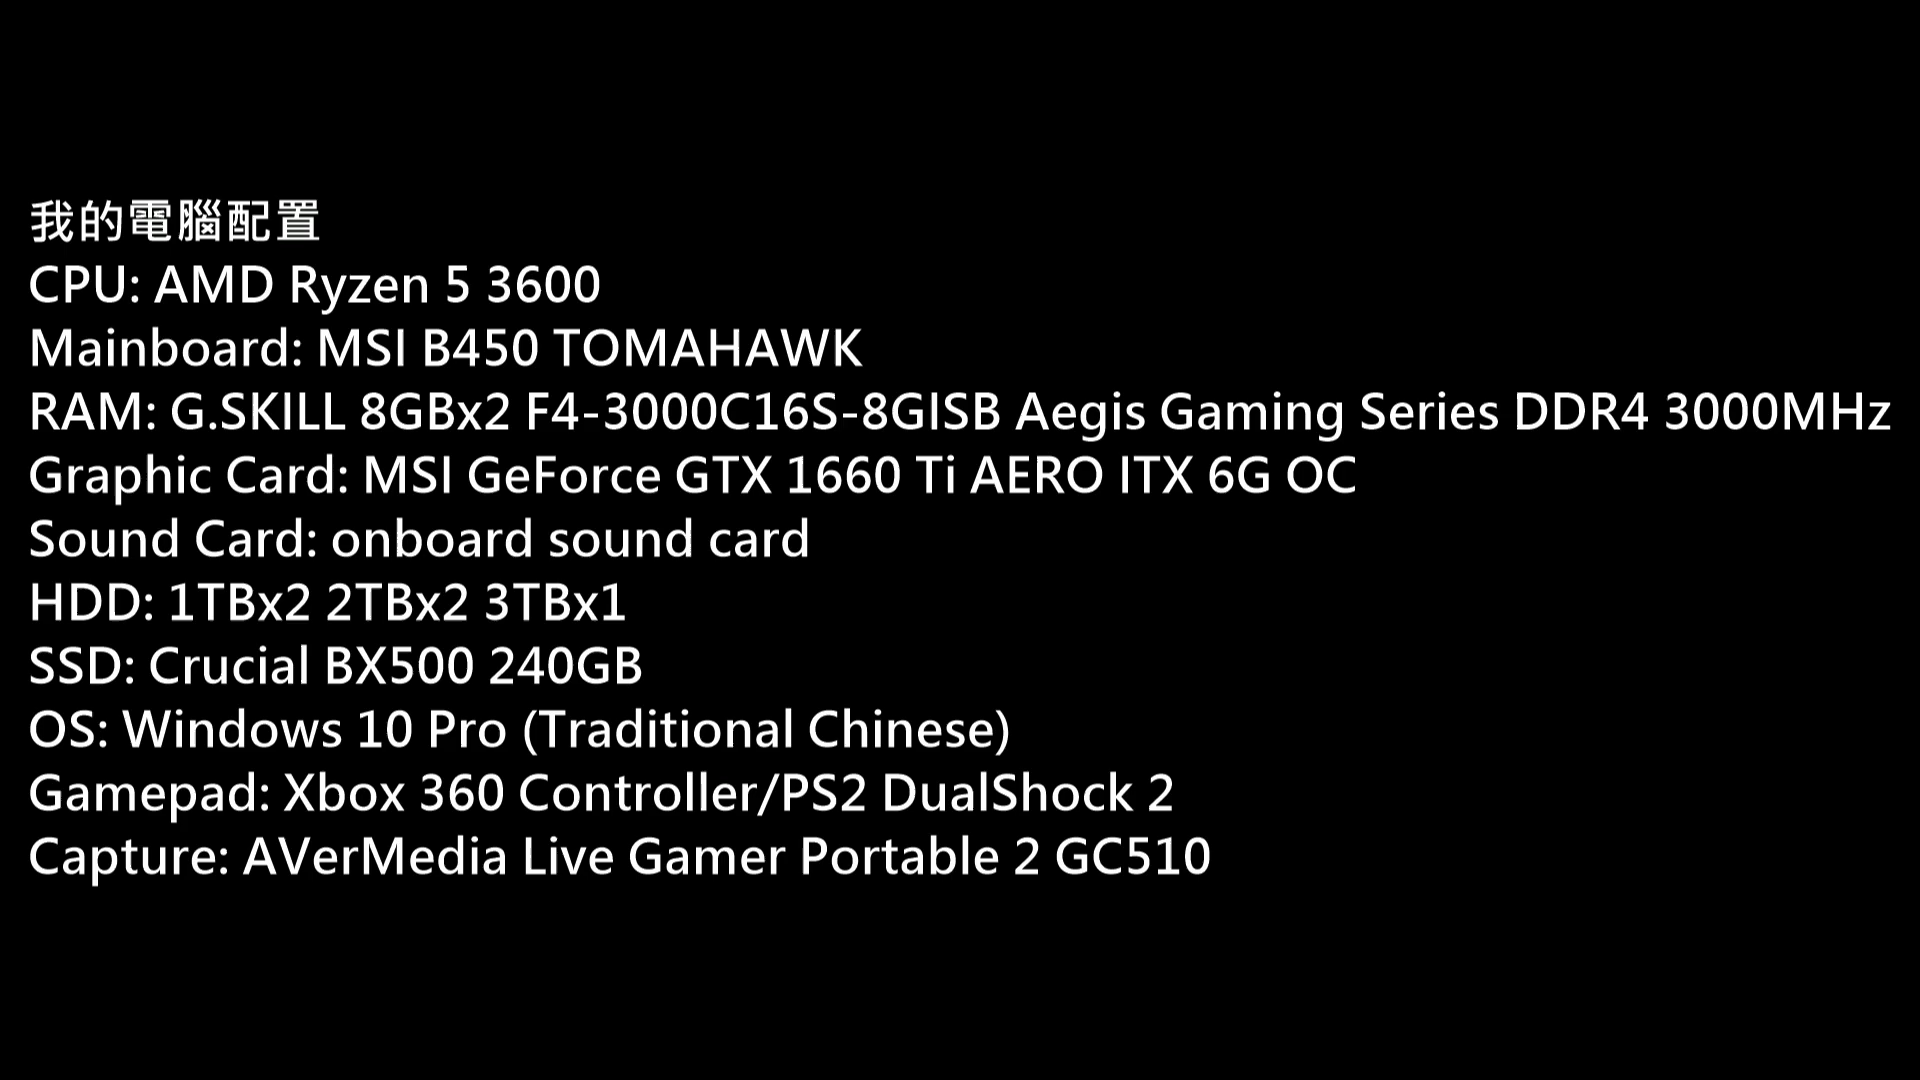 我的電腦配置
CPU: AMD Ryzen 5 3600
Mainboard: MSI B450 TOMAHAWK
RAM: G.SKILL 8GBx2 F4-3000C16S-8GISB Aegis Gaming Series DDR4 3000MHz
Graphic Card: MSI GeForce GTX 1660 Ti AERO ITX 6G OC
Sound Card: onboard sound card
HDD: 1TBx2 2TBx2 3TBx1
SSD: Crucial BX500 240GB
OS: Windows 10 Pro (Traditional Chinese)
Gamepad: Xbox 360 Controller/PS2 DualShock 2
Capture: AVerMedia Live Gamer Portable 2 GC510